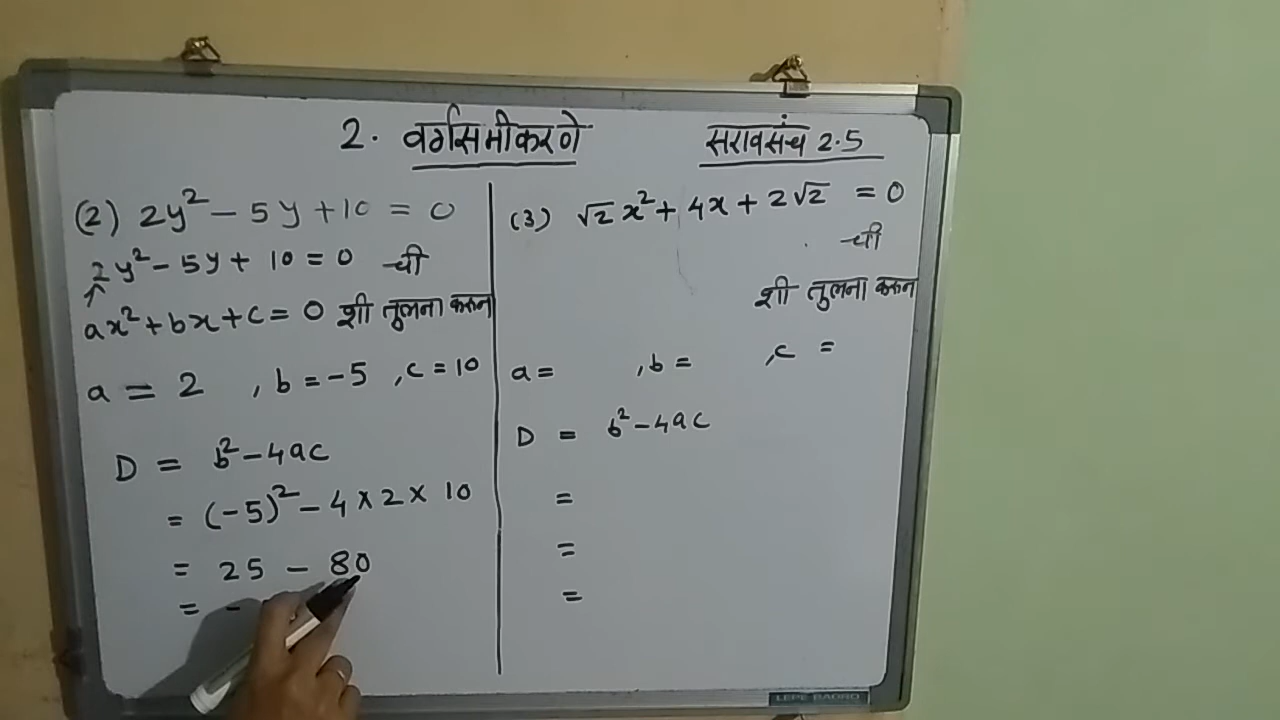 2. वर्गसमीकरणे
सरावसंच 2.5
(2) 2y² - 5y + 10 = 0
2y² - 5y + 10 = 0 ची
↑
ax² + bx + c = 0 शी तुलना करून
a = 2 , b = -5 , c = 10
D = b² - 4ac
= (-5)² - 4 × 2 × 10
= 25 - 80
= -
(3) √2 x² + 4x + 2√2 = 0
ची
शी तुलना करून
a = , b = , c =
D = b² - 4ac
=
=
=